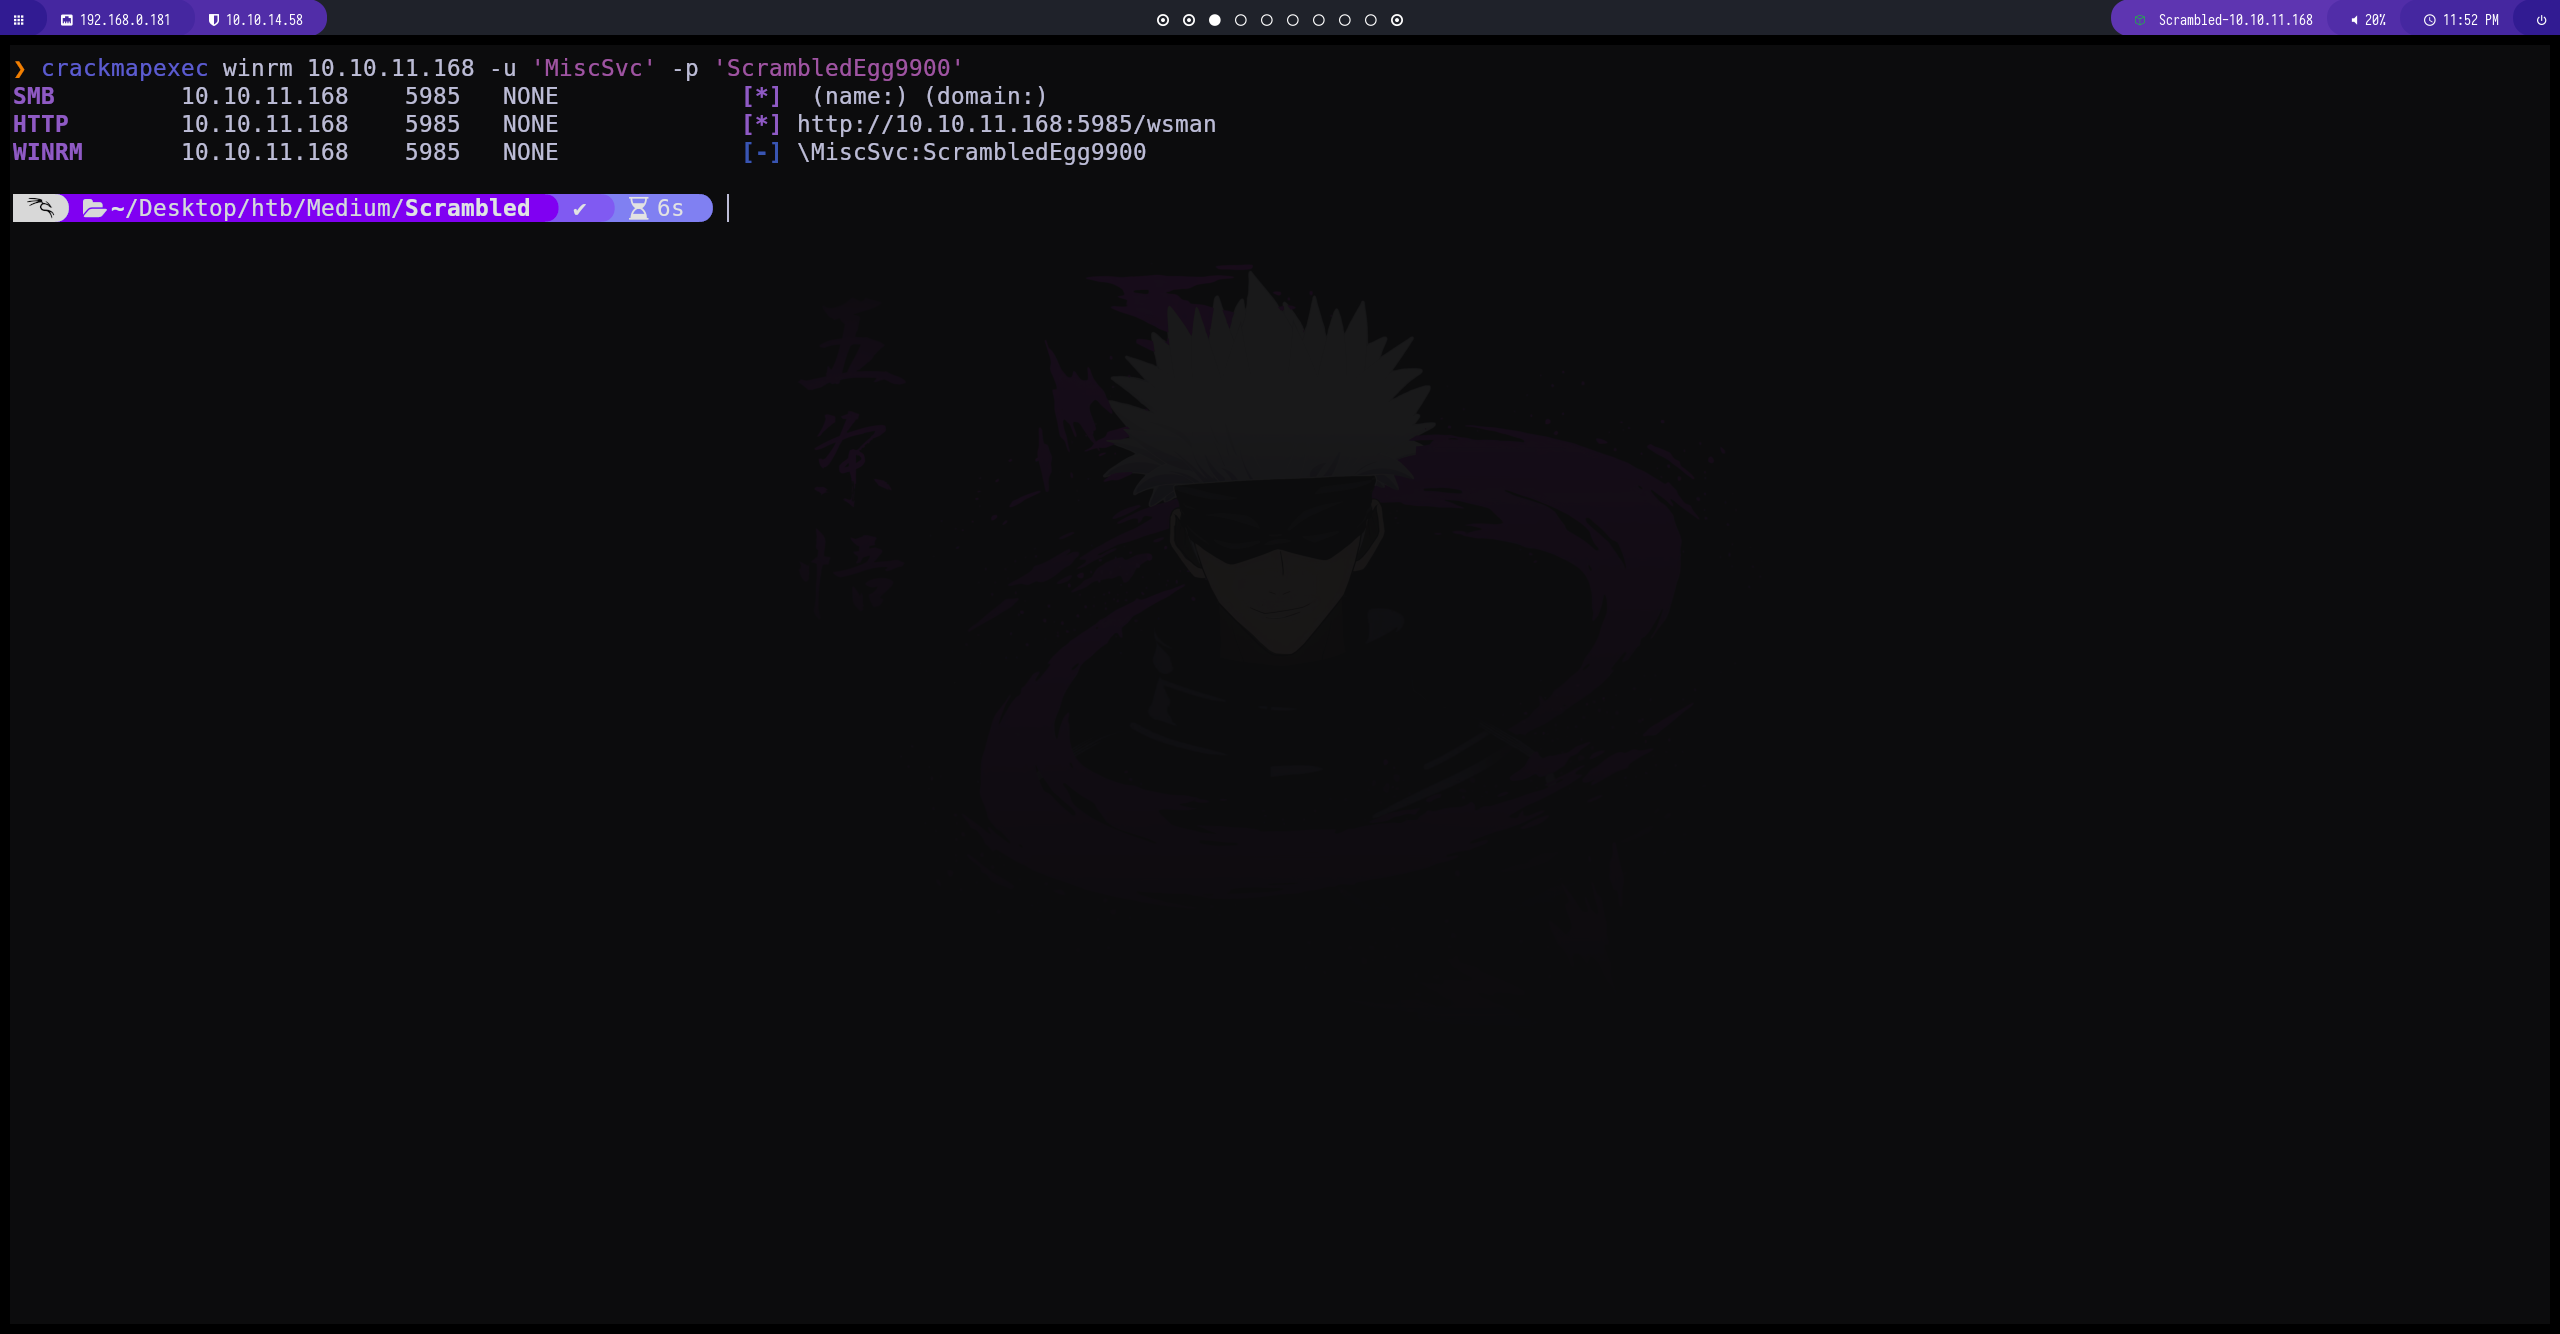 192.168.0.181 10.10.14.58 Scrambled-10.10.11.168 20% 11:52 PM
❯ crackmapexec winrm 10.10.11.168 -u 'MiscSvc' -p 'ScrambledEgg9900'
SMB 10.10.11.168 5985 NONE [*] (name:) (domain:)
HTTP 10.10.11.168 5985 NONE [*] http://10.10.11.168:5985/wsman
WINRM 10.10.11.168 5985 NONE [-] \MiscSvc:ScrambledEgg9900
~/Desktop/htb/Medium/Scrambled ✔ 6s
五
条
悟